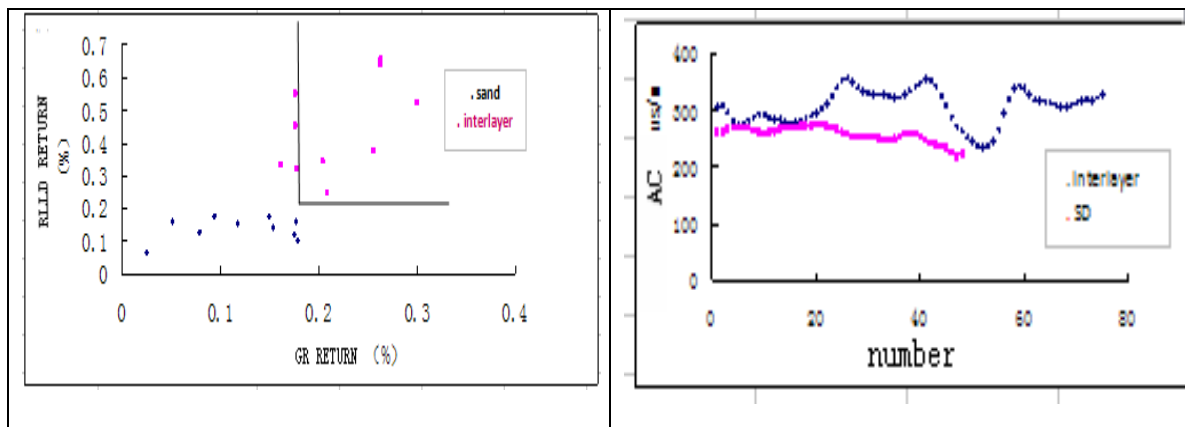 0.7
0.6
0.5
0.4
0.3
0.2
0.1
0
RLLD RETURN
(%)
0 0.1 0.2 0.3 0.4
GR RETURN (%)
. sand
. interlayer
400
300
200
100
0
AC us/m
0 20 40 60 80
number
. Interlayer
. SD